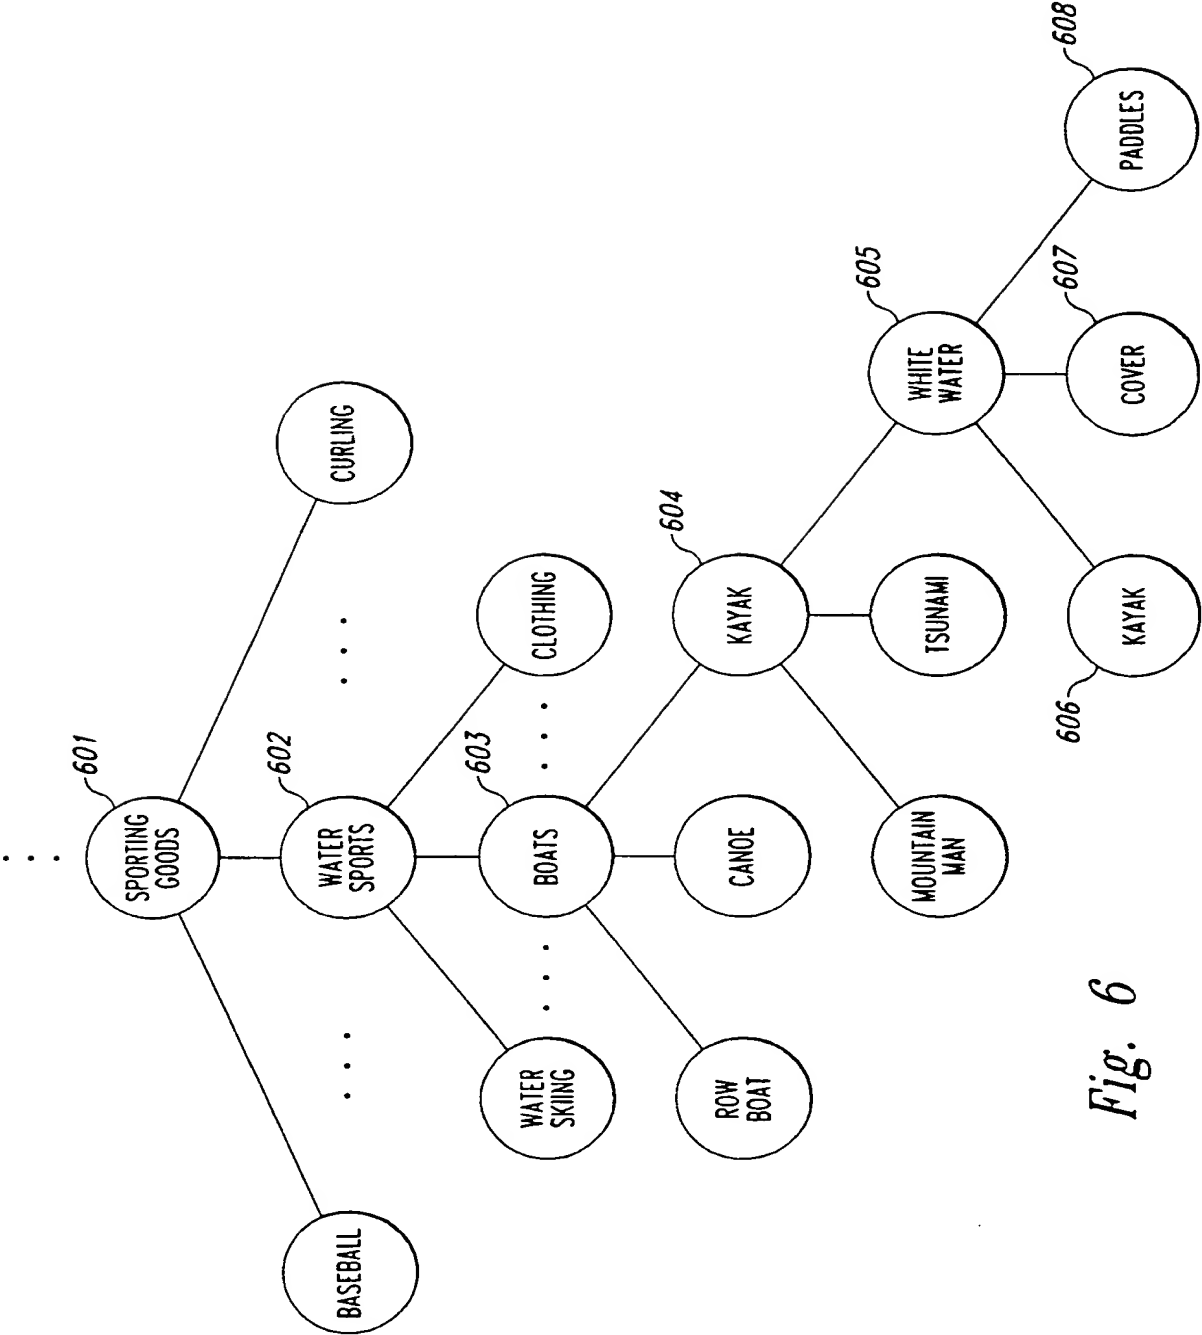 601
SPORTING
GOODS
602
BASEBALL
WATER
SPORTS
CURLING
603
WATER
SKIING
BOATS
CLOTHING
604
ROW
BOAT
CANOE
KAYAK
605
MOUNTAIN
MAN
TSUNAMI
WHITE
WATER
606
KAYAK
607
COVER
608
PADDLES
Fig. 6